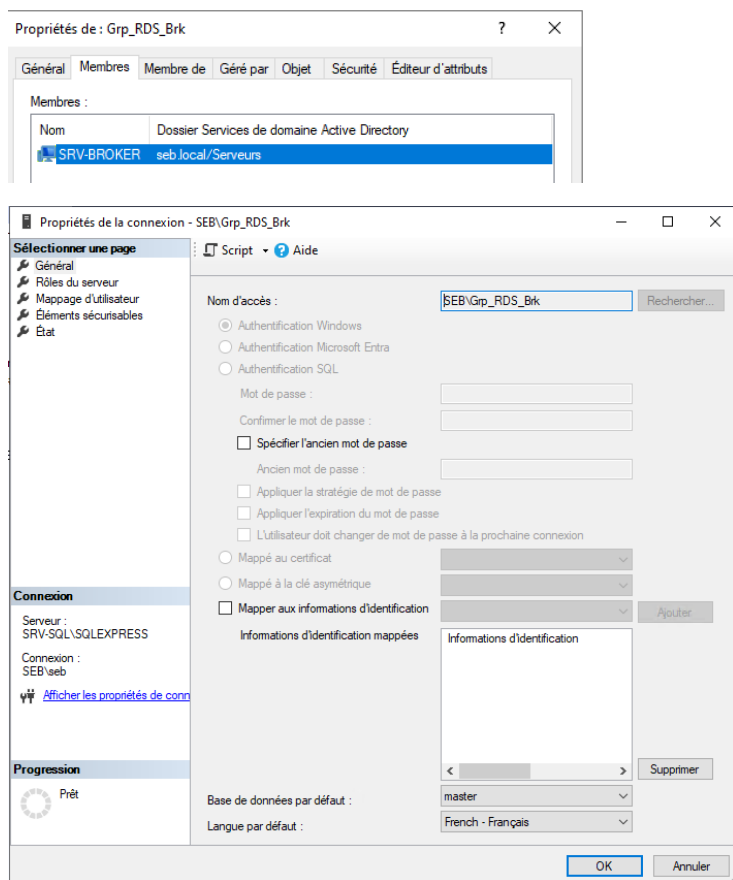 Propriétés de : Grp_RDS_Brk
Général Membres Membre de Géré par Objet Sécurité Éditeur d'attributs
Membres :
Nom Dossier Services de domaine Active Directory
SRV-BROKER seb.local/Serveurs
Propriétés de la connexion - SEB\Grp_RDS_Brk
Sélectionner une page
Général
Rôles du serveur
Mappage d'utilisateur
Éléments sécurisables
État
Script Aide
Nom d'accès : SEB\Grp_RDS_Brk Rechercher...
Authentification Windows
Authentification Microsoft Entra
Authentification SQL
Mot de passe :
Confirmer le mot de passe :
Spécifier l'ancien mot de passe
Ancien mot de passe :
Appliquer la stratégie de mot de passe
Appliquer l'expiration du mot de passe
L'utilisateur doit changer de mot de passe à la prochaine connexion
Mappé au certificat
Mappé à la clé asymétrique
Mapper aux informations d'identification Ajouter
Informations d'identification mappées Informations d'identification
Supprimer
Base de données par défaut : master
Langue par défaut : French - Français
Connexion
Serveur :
SRV-SQL\SQLEXPRESS
Connexion :
SEB\seb
Afficher les propriétés de conn
Progression
Prêt
OK Annuler